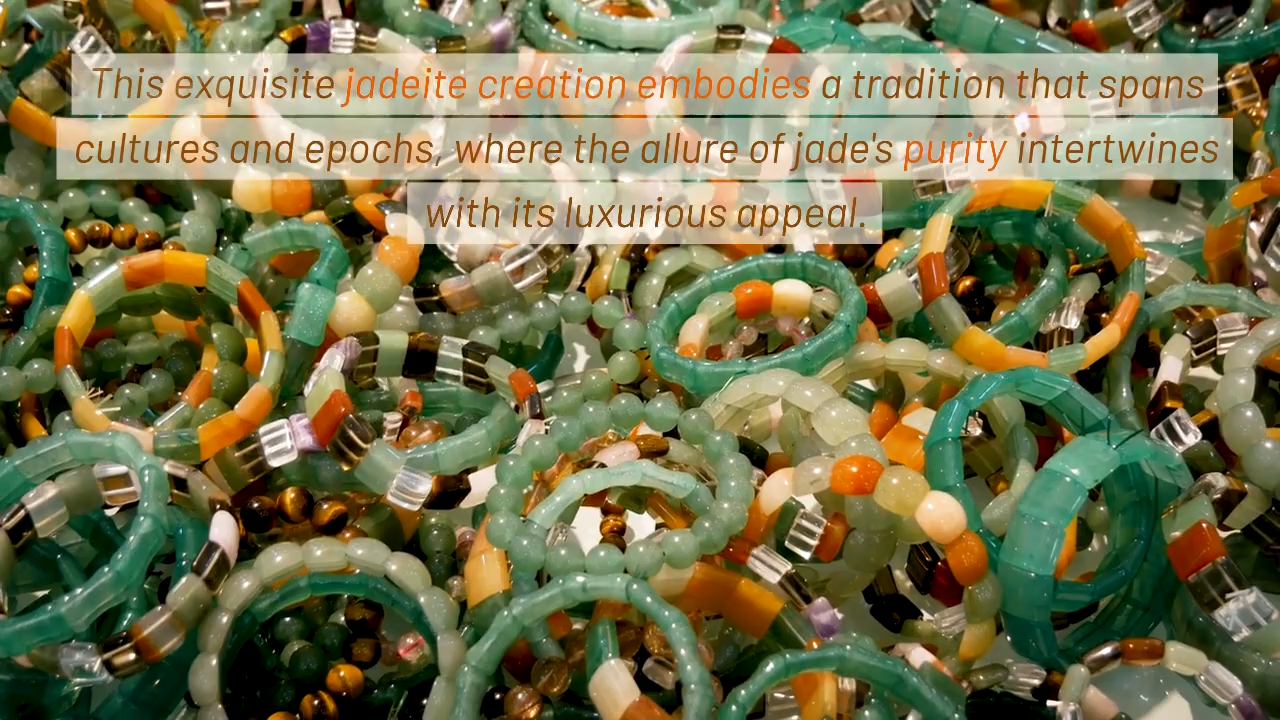 This exquisite jadeite creation embodies a tradition that spans
cultures and epochs, where the allure of jade's purity intertwines
with its luxurious appeal.